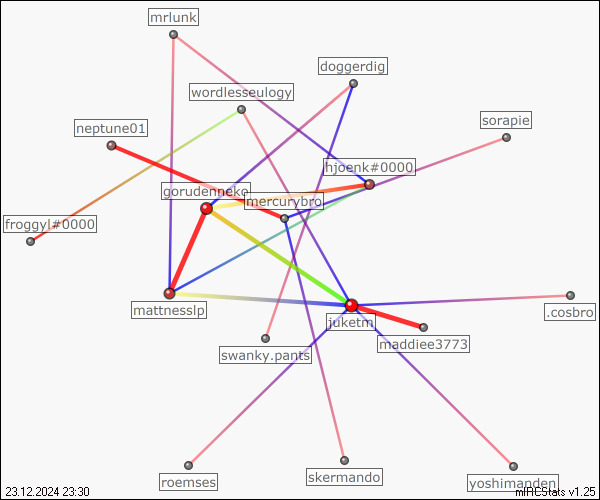 mrlunk
doggerdig
wordlesseulogy
sorapie
neptune01
hjoenk#0000
gorudenneko
mercurybro
froggyl#0000
mattnesslp
.cosbro
juketm
maddiee3773
swanky.pants
skermando
roemses
yoshimanden
23.12.2024 23:30
mIRCStats v1.25